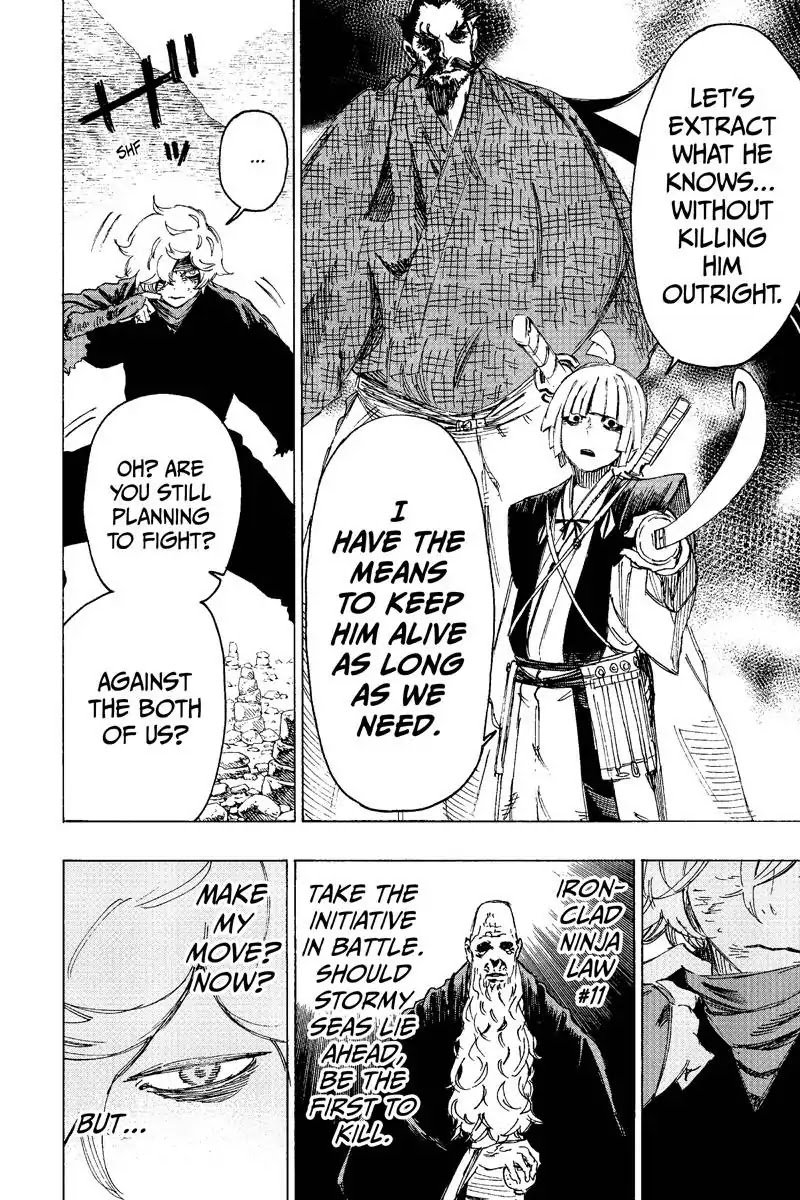 LET'S
EXTRACT
WHAT HE
KNOWS...
WITHOUT
KILLING
HIM
OUTRIGHT.
I
HAVE THE
MEANS
TO KEEP
HIM ALIVE
AS LONG
AS WE
NEED.
SHF
...
OH? ARE
YOU STILL
PLANNING
TO FIGHT?
AGAINST
THE BOTH
OF US?
IRON-
CLAD
NINJA
LAW
#11
TAKE THE
INITIATIVE
IN BATTLE.
SHOULD
STORMY
SEAS LIE
AHEAD,
BE THE
FIRST TO
KILL.
MAKE
MY
MOVE?
NOW?
BUT...